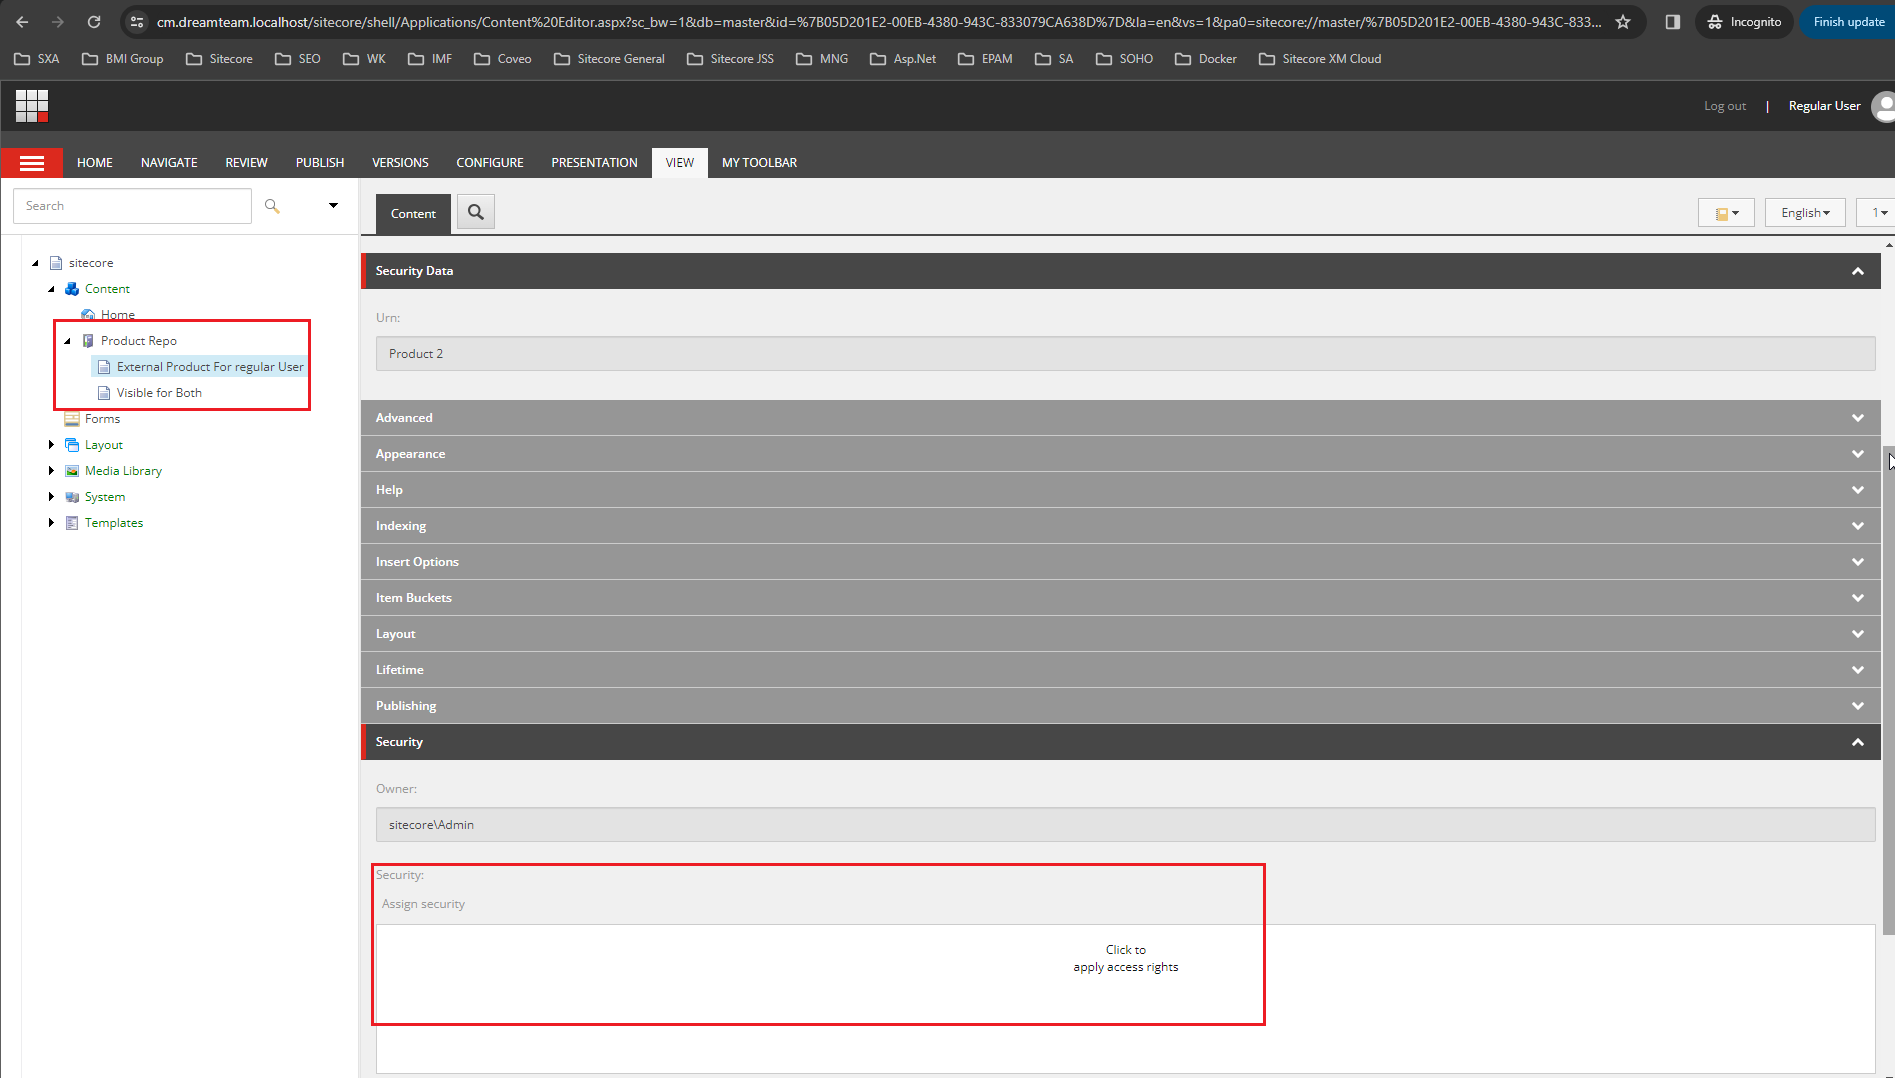 cm.dreamteam.localhost/sitecore/shell/Applications/Content%20Editor.aspx?sc_bw=1&db=master&id=%7B05D201E2-00EB-4380-943C-833079CA638D%7D&la=en&vs=1&pa0=sitecore://master/%7B05D201E2-00EB-4380-943C-833...
Incognito
Finish update
SXA
BMI Group
Sitecore
SEO
WK
IMF
Coveo
Sitecore General
Sitecore JSS
MNG
Asp.Net
EPAM
SA
SOHO
Docker
Sitecore XM Cloud
Log out | Regular User
HOME
NAVIGATE
REVIEW
PUBLISH
VERSIONS
CONFIGURE
PRESENTATION
VIEW
MY TOOLBAR
Search
Content
English
1
sitecore
Content
Home
Product Repo
External Product For regular User
Visible for Both
Forms
Layout
Media Library
System
Templates
Security Data
Urn:
Product 2
Advanced
Appearance
Help
Indexing
Insert Options
Item Buckets
Layout
Lifetime
Publishing
Security
Owner:
sitecore\Admin
Security:
Assign security
Click to
apply access rights